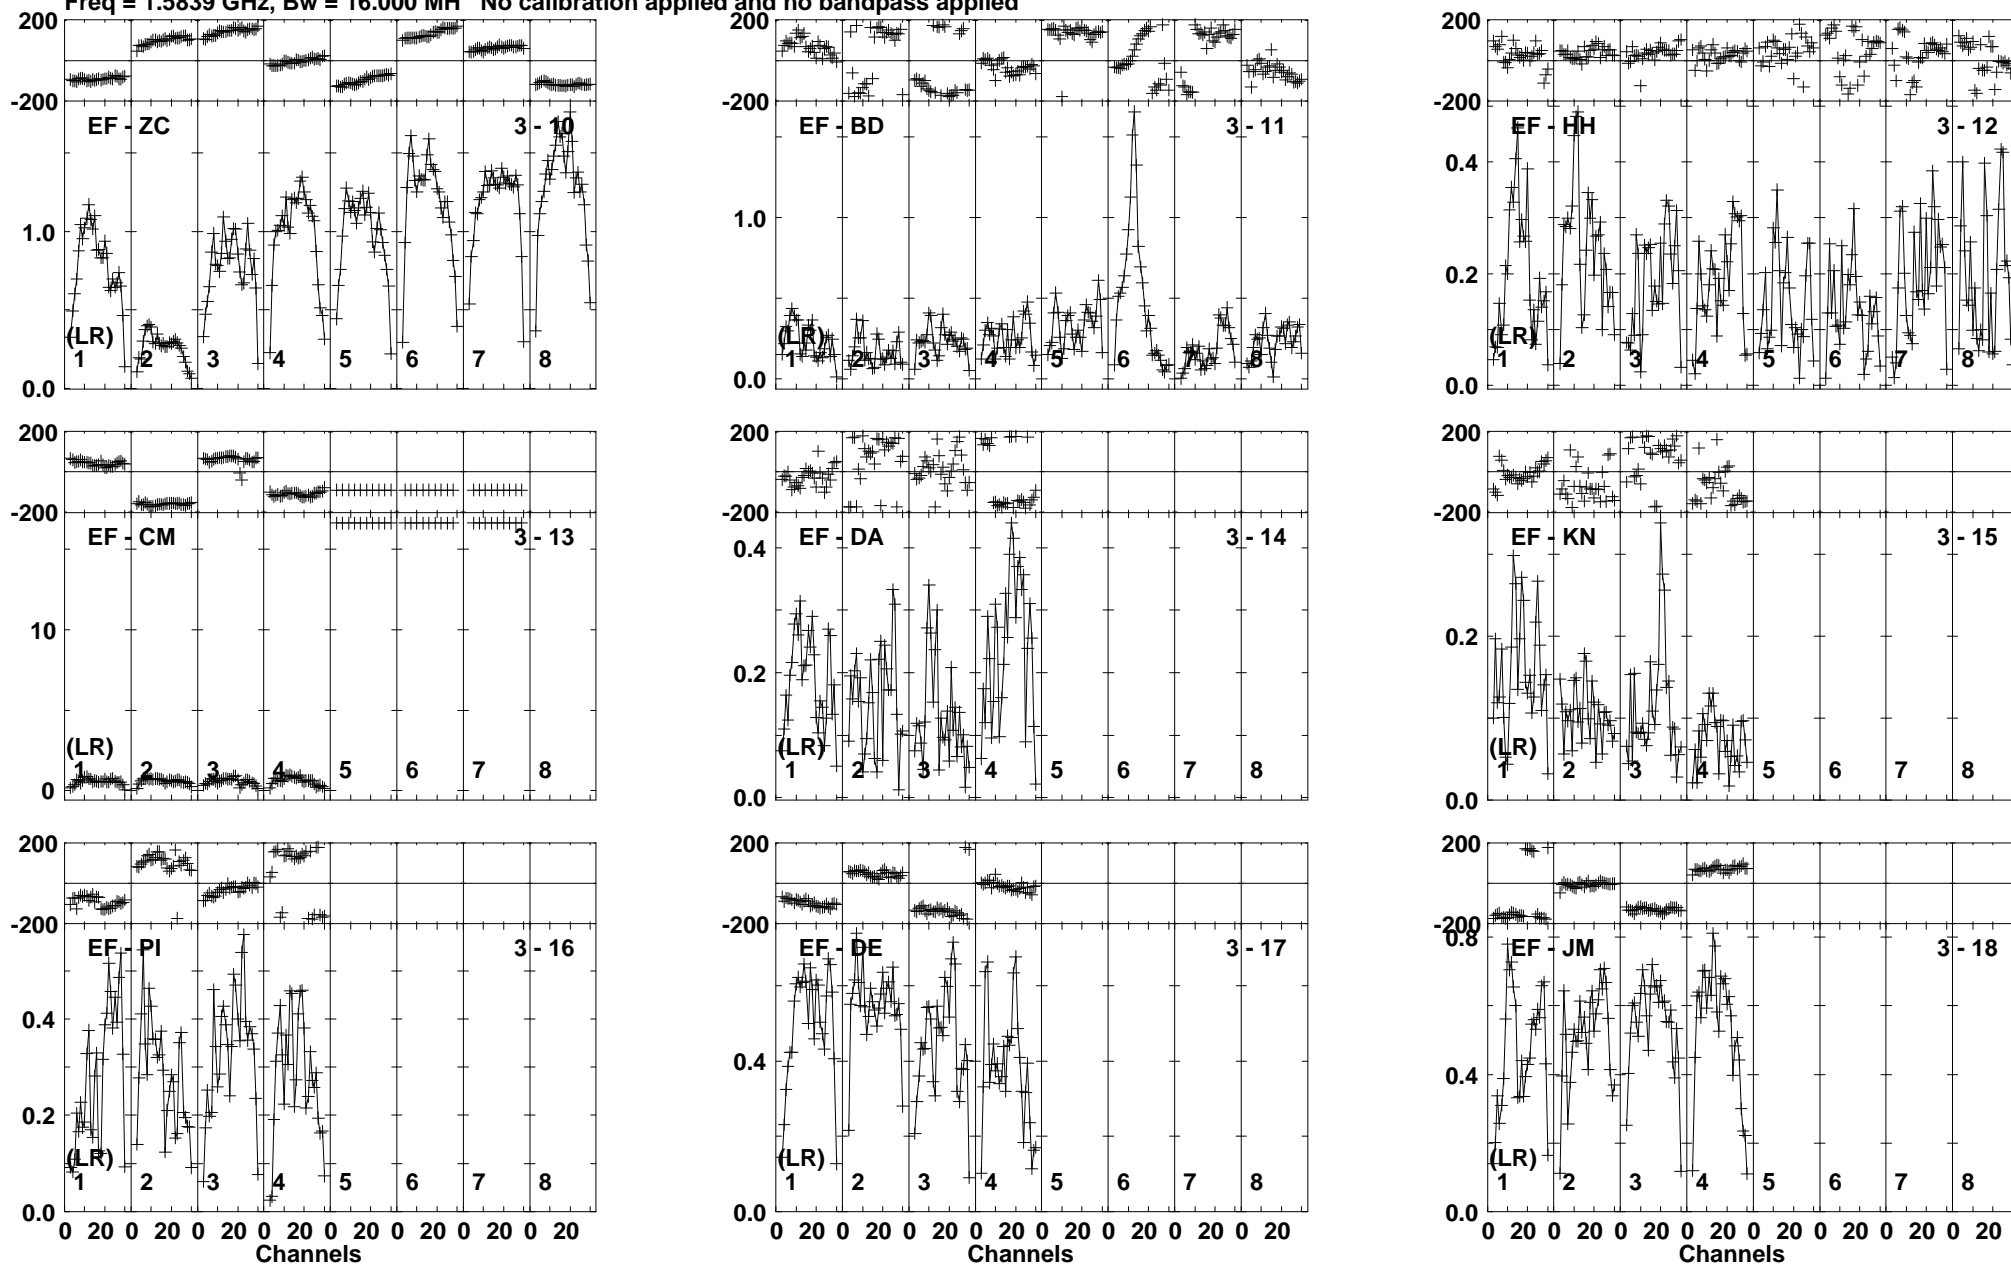 Freq = 1.5839 GHz, Bw = 16.000 MH   No calibration applied and no bandpass applied
200 200 200
-200 -200 -200
EF - ZC 3 - 10 EF - BD 3 - 11 EF - HH 3 - 12
0.4
1.0 1.0
0.2
(LR) (LR) (LR)
1 2 3 4 5 6 7 8 1 2 3 4 5 6 7 8 1 2 3 4 5 6 7 8
0.0 0.0 0.0
200 200 200
-200 -200 -200
EF - CM 3 - 13 EF - DA 3 - 14 EF - KN 3 - 15
0.4
10 0.2
0.2
(LR) (LR) (LR)
1 2 3 4 5 6 7 8 1 2 3 4 5 6 7 8 1 2 3 4 5 6 7 8
0 0.0 0.0
200 200 200
-200 -200 -200
0.8
EF - PI 3 - 16 EF - DE 3 - 17 EF - JM 3 - 18
0.4 0.4 0.4
0.2
(LR) (LR) (LR)
1 2 3 4 5 6 7 8 1 2 3 4 5 6 7 8 1 2 3 4 5 6 7 8
0.0 0.0 0.0
0 20 0 20 0 20 0 20 0 20 0 20 0 20 0 20 0 20 0 20 0 20 0 20 0 20 0 20 0 20 0 20 0 20 0 20 0 20 0 20 0 20 0 20 0 20 0 20
Channels Channels Channels